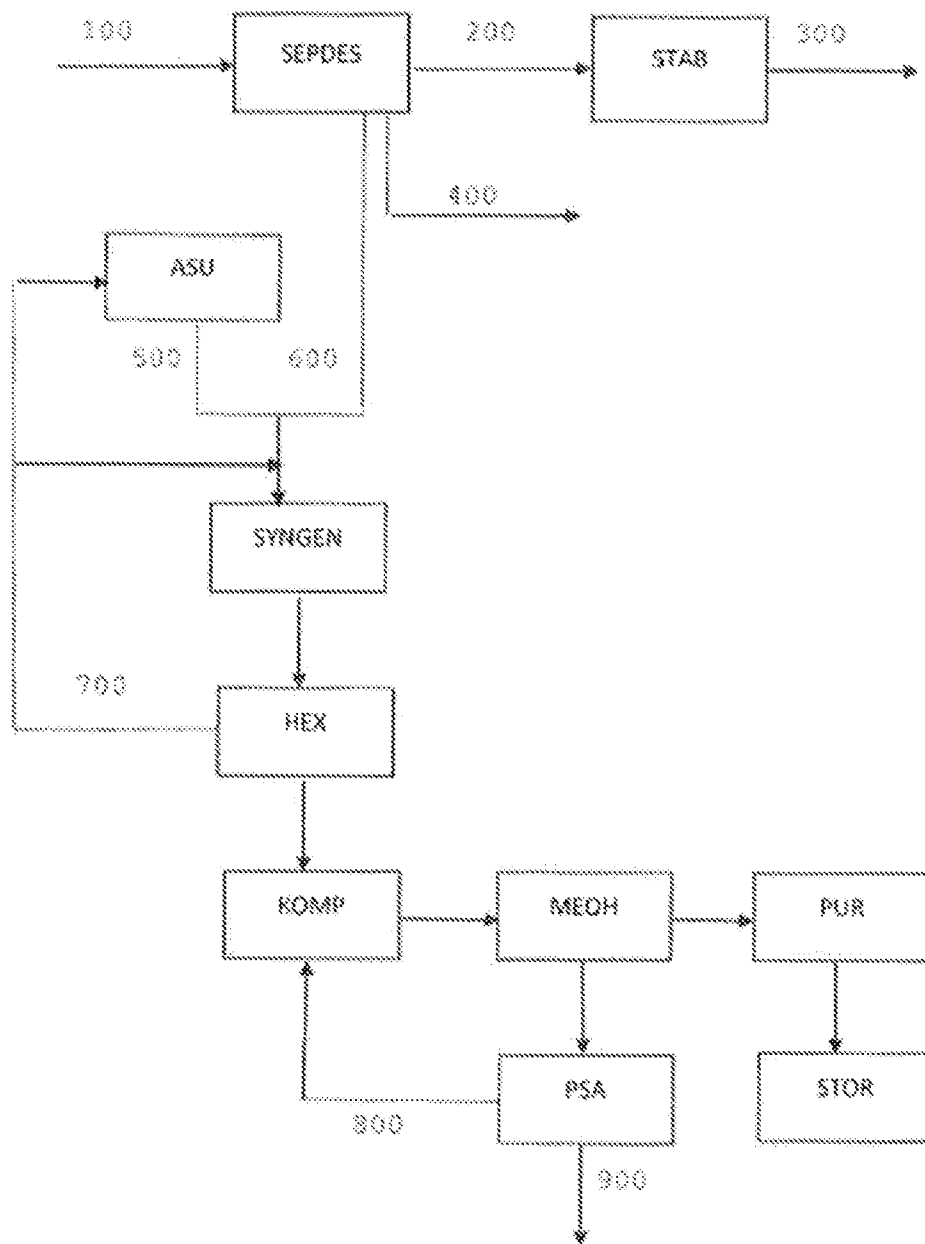 100
SEPDES
200
STAB
300
400
ASU
500
600
SYNGEN
700
HEX
KOMP
MEOH
PUR
800
PSA
STOR
900